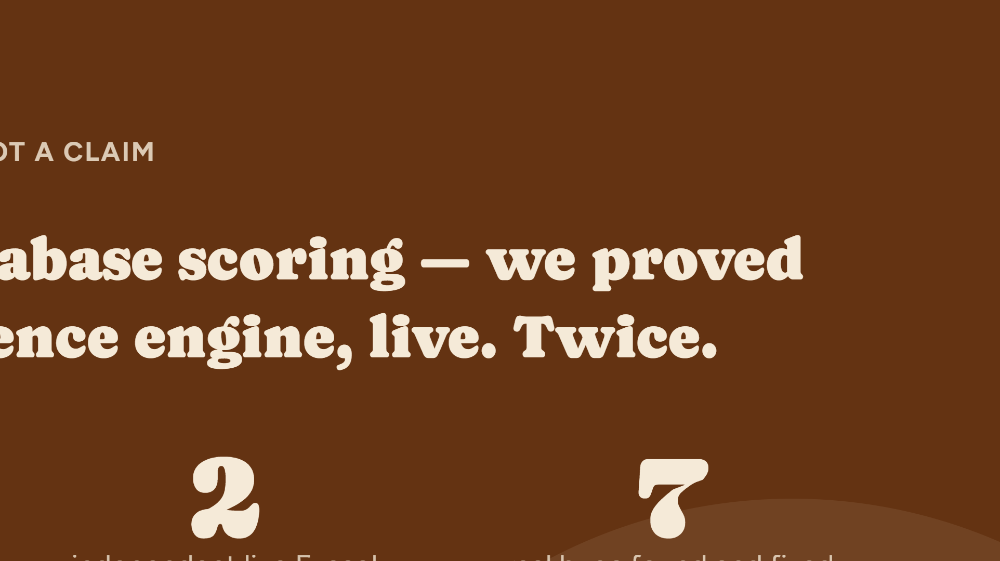 OT A CLAIM
abase scoring — we proved
ence engine, live. Twice.
2 7